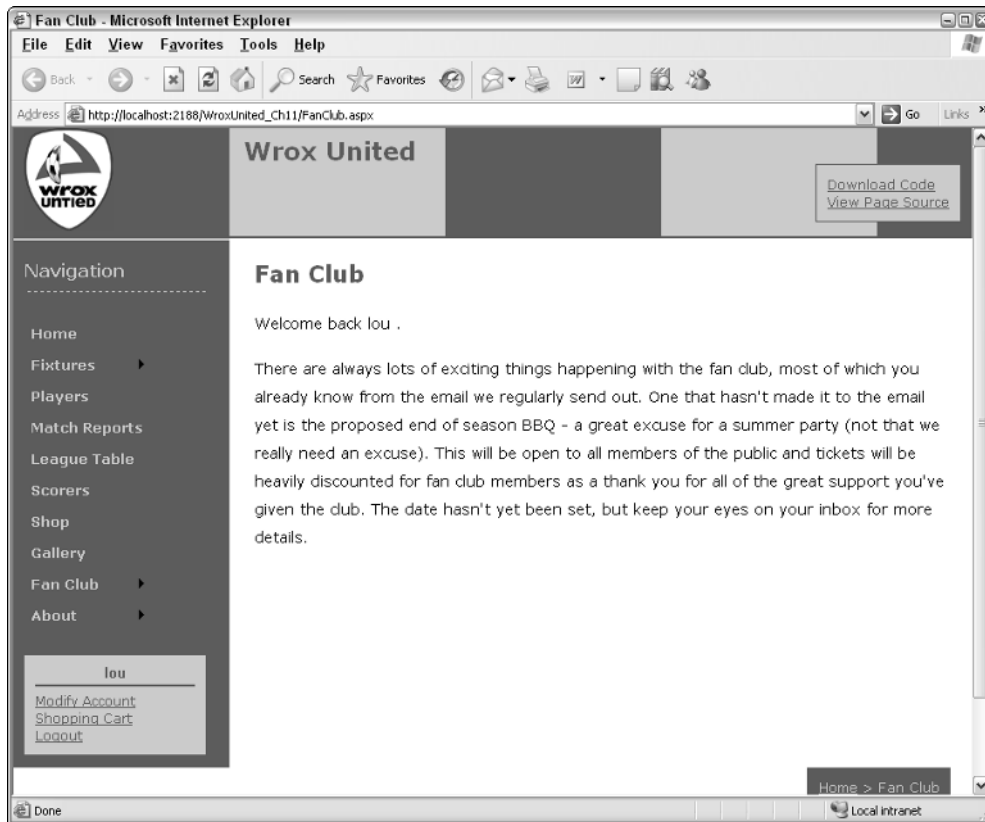 Fan Club - Microsoft Internet Explorer
File Edit View Favorites Tools Help
Back Search Favorites
Address http://localhost:2188/WroxUnited_Ch11/FanClub.aspx Go Links »
wrox
UNTIED
Wrox United
Download Code
View Page Source
Navigation
Home
Fixtures
Players
Match Reports
League Table
Scorers
Shop
Gallery
Fan Club
About
lou
Modify Account
Shopping Cart
Logout
Fan Club
Welcome back lou .
There are always lots of exciting things happening with the fan club, most of which you
already know from the email we regularly send out. One that hasn't made it to the email
yet is the proposed end of season BBQ - a great excuse for a summer party (not that we
really need an excuse). This will be open to all members of the public and tickets will be
heavily discounted for fan club members as a thank you for all of the great support you've
given the club. The date hasn't yet been set, but keep your eyes on your inbox for more
details.
Home > Fan Club
Done Local intranet